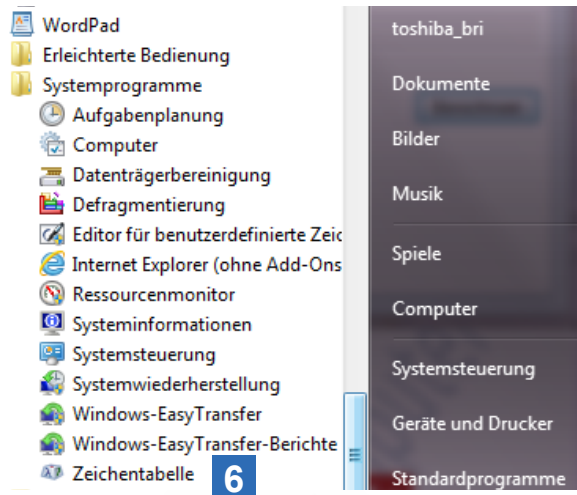 WordPad
Erleichterte Bedienung
Systemprogramme
Aufgabenplanung
Computer
Datenträgerbereinigung
Defragmentierung
Editor für benutzerdefinierte Zeic
Internet Explorer (ohne Add-Ons
Ressourcenmonitor
Systeminformationen
Systemsteuerung
Systemwiederherstellung
Windows-EasyTransfer
Windows-EasyTransfer-Berichte
Zeichentabelle
6
toshiba_bri
Dokumente
Bilder
Musik
Spiele
Computer
Systemsteuerung
Geräte und Drucker
Standardprogramme